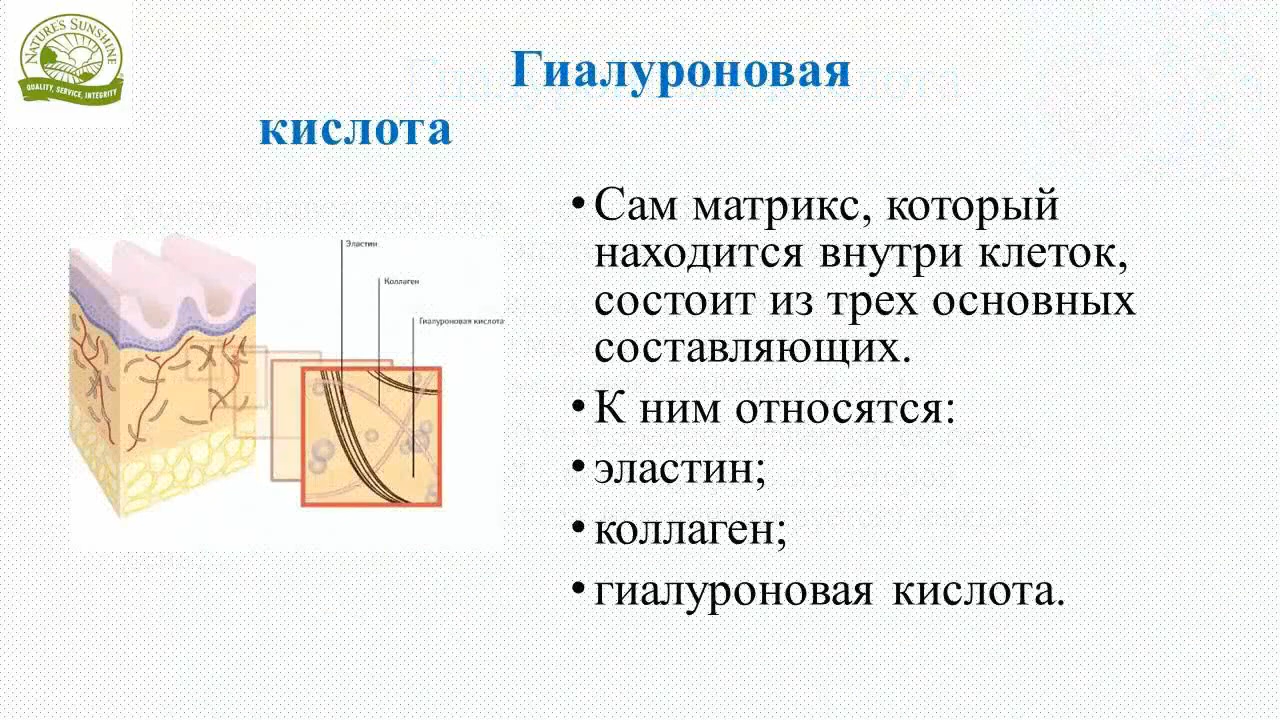 NATURE'S SUNSHINE
QUALITY, SERVICE, INTEGRITY
Гиалуроновая
кислота
Эластин
Коллаген
Гиалуроновая кислота
• Сам матрикс, который
находится внутри клеток,
состоит из трех основных
составляющих.
• К ним относятся:
• эластин;
• коллаген;
• гиалуроновая кислота.